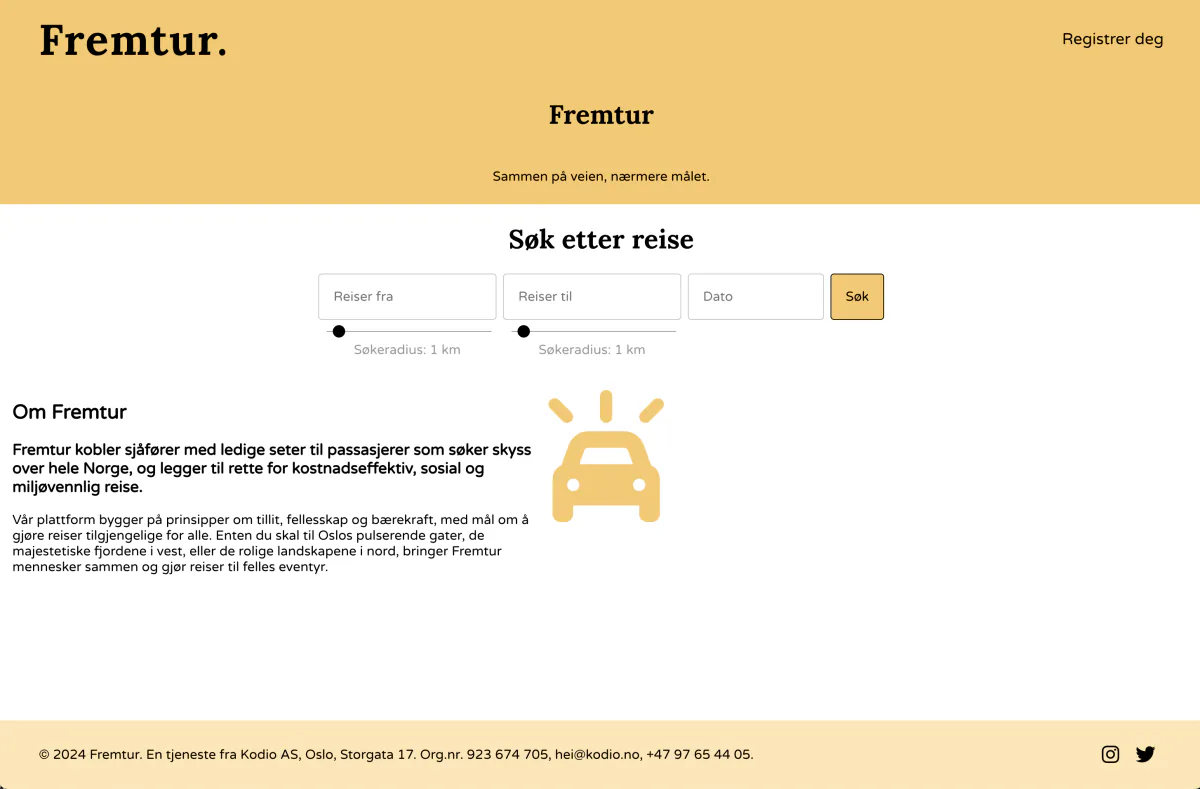 Fremtur.
Registrer deg
Fremtur
Sammen på veien, nærmere målet.
Søk etter reise
Reiser fra
Reiser til
Dato
Søk
Søkeradius: 1 km
Søkeradius: 1 km
Om Fremtur
Fremtur kobler sjåfører med ledige seter til passasjerer som søker skyss
over hele Norge, og legger til rette for kostnadseffektiv, sosial og
miljøvennlig reise.
Vår plattform bygger på prinsipper om tillit, fellesskap og bærekraft, med mål om å
gjøre reiser tilgjengelige for alle. Enten du skal til Oslos pulserende gater, de
majestetiske fjordene i vest, eller de rolige landskapene i nord, bringer Fremtur
mennesker sammen og gjør reiser til felles eventyr.
© 2024 Fremtur. En tjeneste fra Kodio AS, Oslo, Storgata 17. Org.nr. 923 674 705, hei@kodio.no, +47 97 65 44 05.